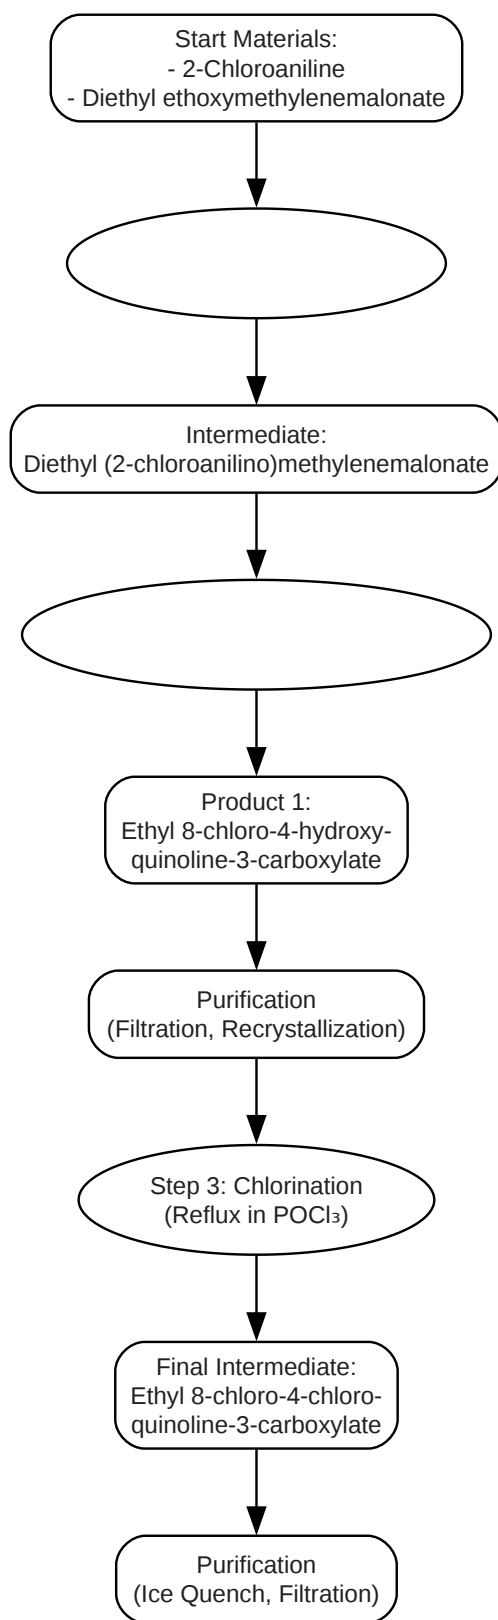 Start Materials:
- 2-Chloroaniline
- Diethyl ethoxymethylenemalonate
Intermediate:
Diethyl (2-chloroanilino)methylenemalonate
Product 1:
Ethyl 8-chloro-4-hydroxy-
quinoline-3-carboxylate
Purification
(Filtration, Recrystallization)
Step 3: Chlorination
(Reflux in POCl₃)
Final Intermediate:
Ethyl 8-chloro-4-chloro-
quinoline-3-carboxylate
Purification
(Ice Quench, Filtration)